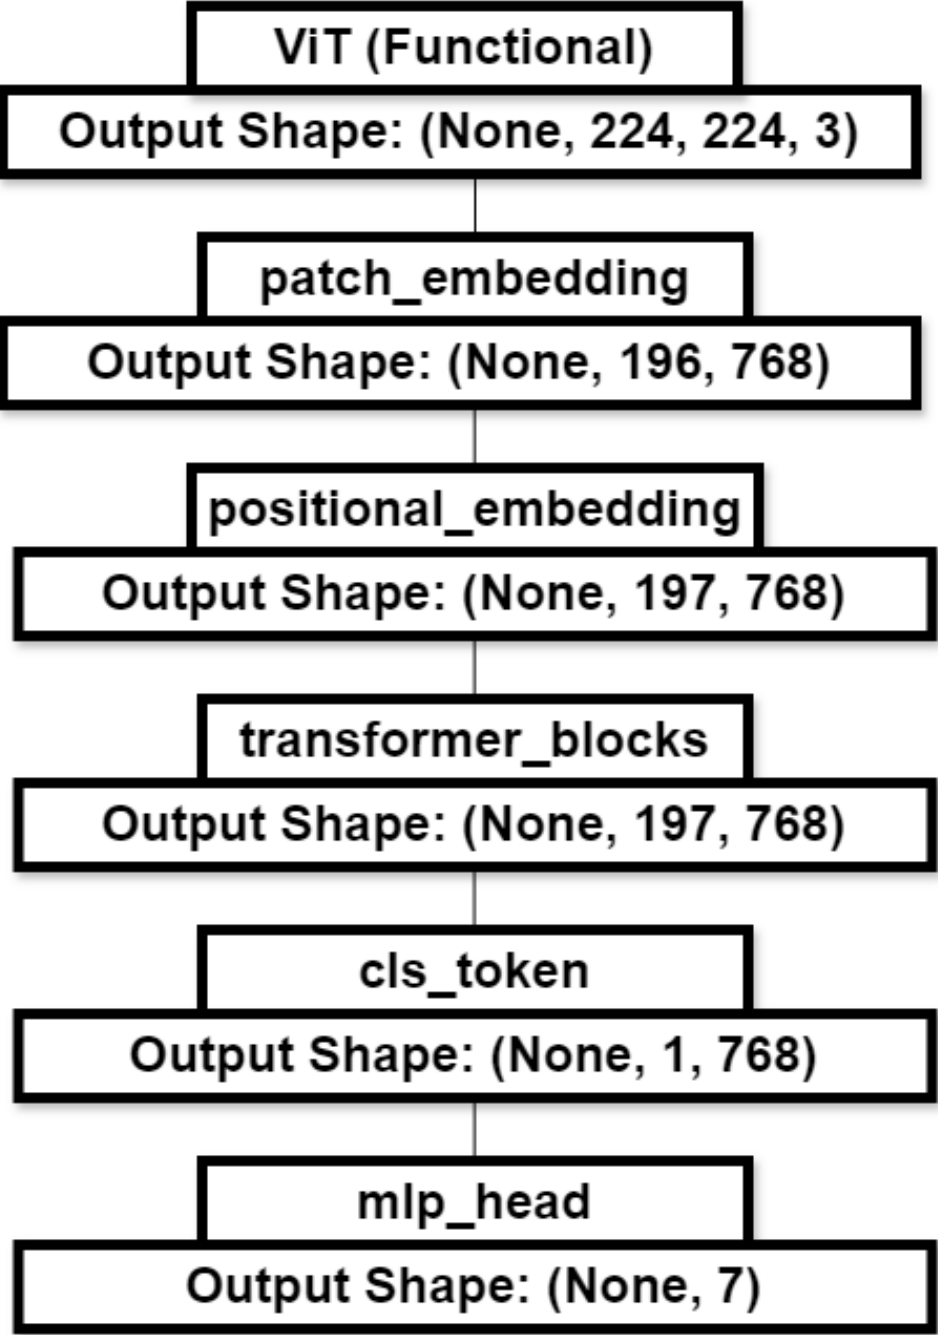 ViT (Functional)
Output Shape: (None, 224, 224, 3)
patch_embedding
Output Shape: (None, 196, 768)
positional_embedding
Output Shape: (None, 197, 768)
transformer_blocks
Output Shape: (None, 197, 768)
cls_token
Output Shape: (None, 1, 768)
mlp_head
Output Shape: (None, 7)